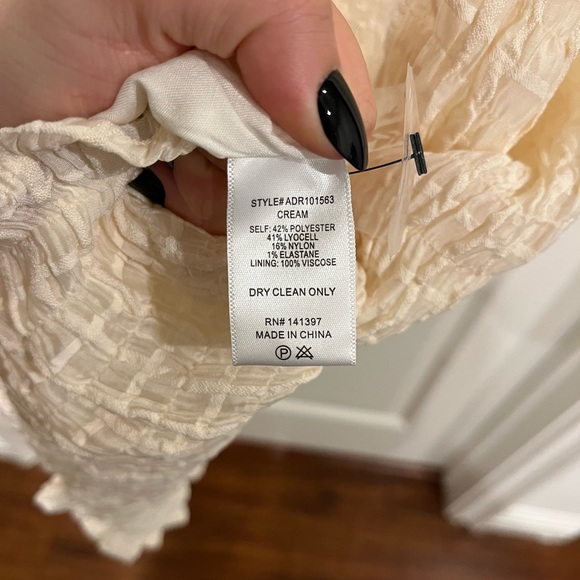 STYLE# ADR101563
CREAM
SELF: 42% POLYESTER
41% LYOCELL
16% NYLON
1% ELASTANE
LINING: 100% VISCOSE
DRY CLEAN ONLY
RN# 141397
MADE IN CHINA
P